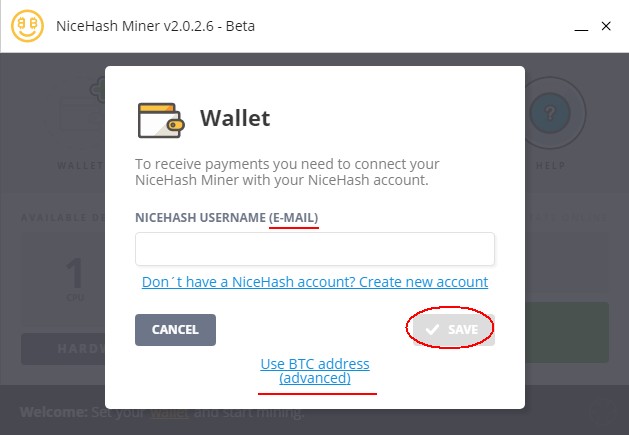 NiceHash Miner v2.0.2.6 - Beta
Wallet
To receive payments you need to connect your
NiceHash Miner with your NiceHash account.
NICEHASH USERNAME (E-MAIL)
Don´t have a NiceHash account? Create new account
CANCEL
SAVE
Use BTC address
(advanced)
WALLET
HELP
AVAILABLE
1
CPU
HARDW
Welcome: Set your wallet and start mining.